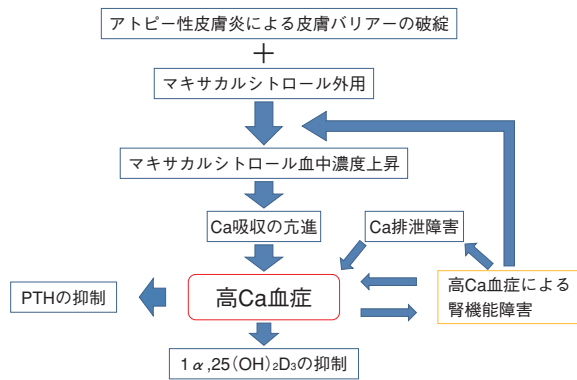 アトピー性皮膚炎による皮膚バリアーの破綻
+
マキサカルシトロール外用
マキサカルシトロール血中濃度上昇
Ca吸収の亢進
Ca排泄障害
PTHの抑制
高Ca血症
高Ca血症による
腎機能障害
1α,25(OH)₂D₃の抑制